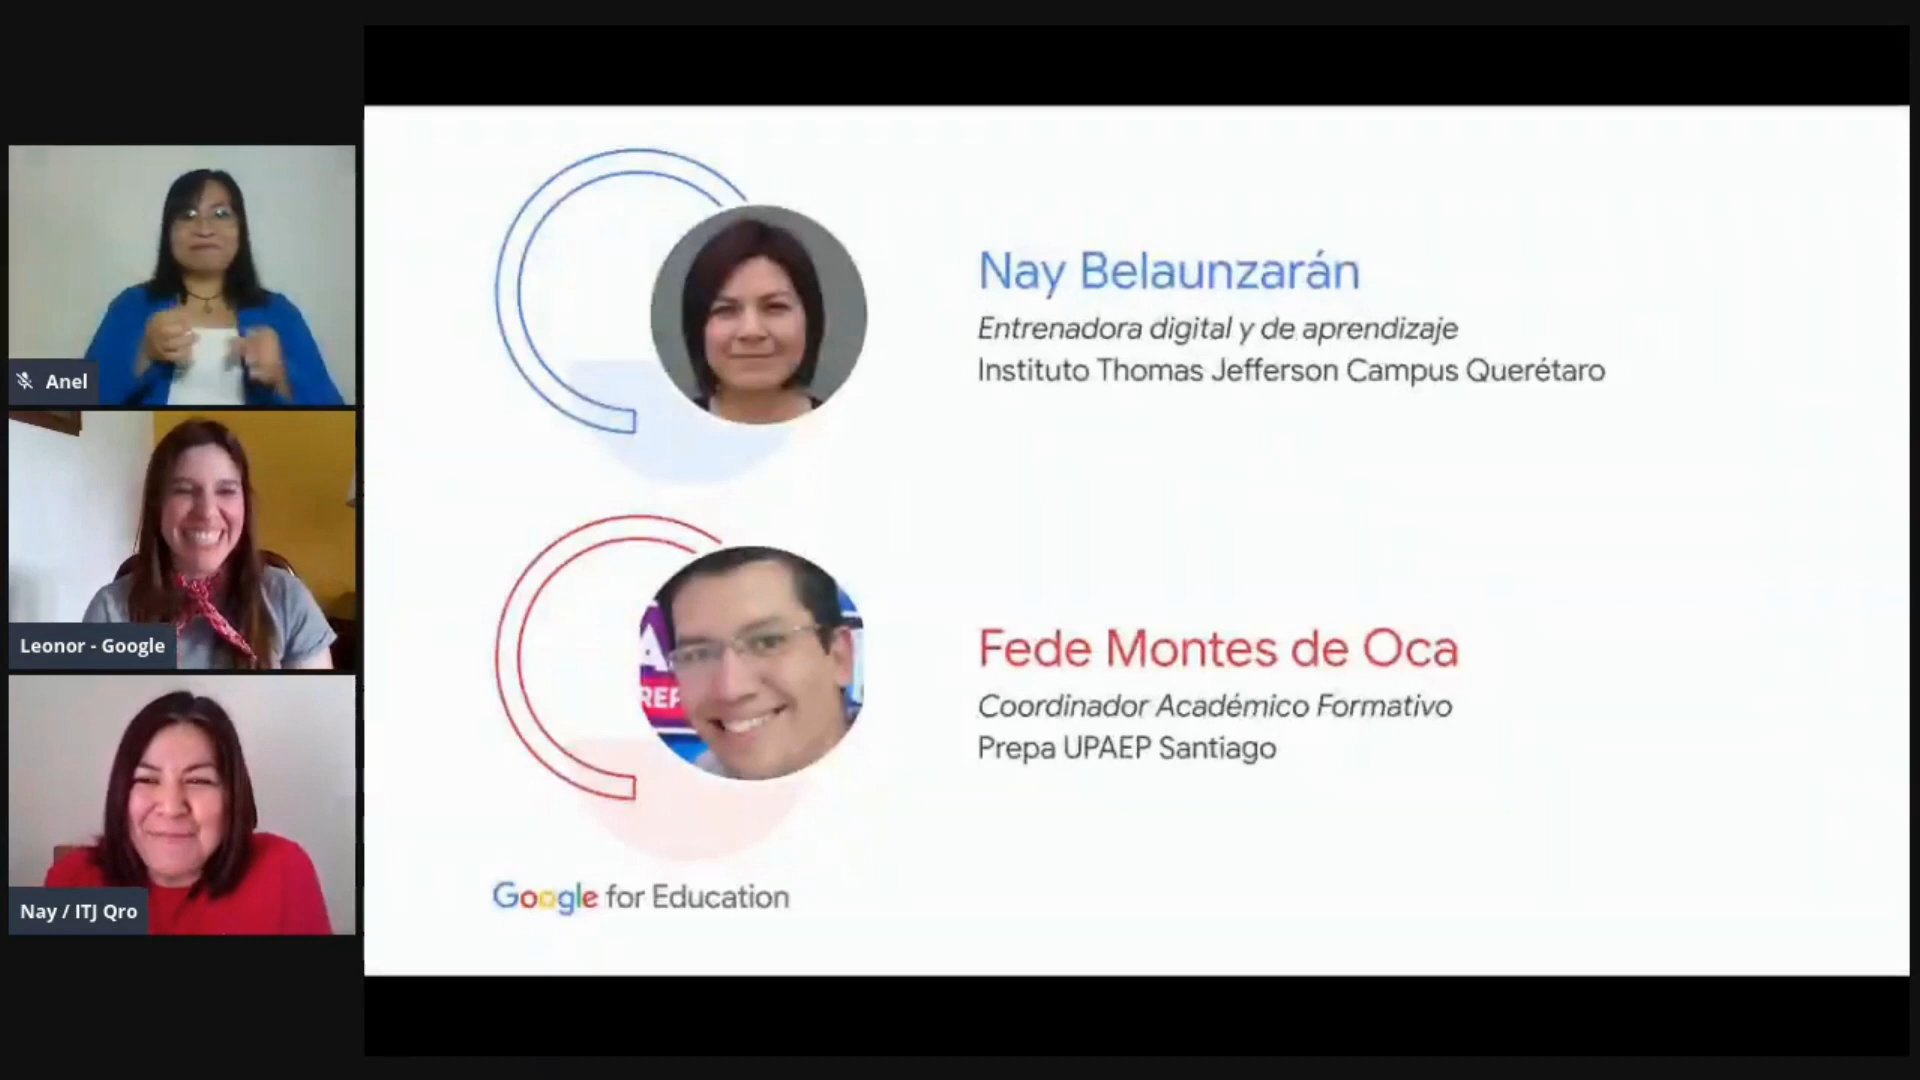 Anel
Leonor - Google
Nay / ITJ Qro
Nay Belaunzarán
Entrenadora digital y de aprendizaje
Instituto Thomas Jefferson Campus Querétaro
Fede Montes de Oca
Coordinador Académico Formativo
Prepa UPAEP Santiago
Google for Education